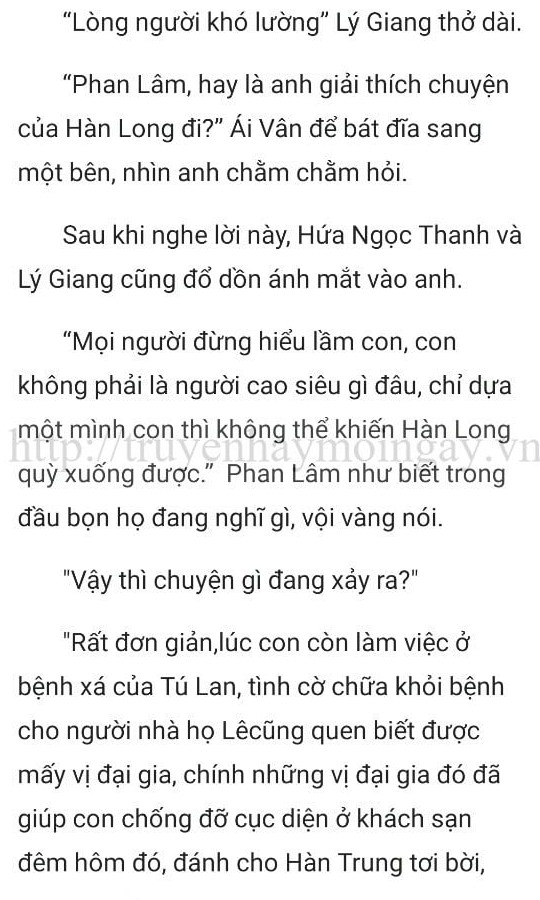 “Lòng người khó lường” Lý Giang thở dài.
“Phan Lâm, hay là anh giải thích chuyện
của Hàn Long đi?” Ái Vân để bát đĩa sang
một bên, nhìn anh chằm chằm hỏi.
Sau khi nghe lời này, Hứa Ngọc Thanh và
Lý Giang cũng đổ dồn ánh mắt vào anh.
“Mọi người đừng hiểu lầm con, con
không phải là người cao siêu gì đâu, chỉ dựa
một mình con thì không thể khiến Hàn Long
http://truyenhaymoingay.vn
quỳ xuống được.” Phan Lâm như biết trong
đầu bọn họ đang nghĩ gì, vội vàng nói.
"Vậy thì chuyện gì đang xảy ra?"
"Rất đơn giản,lúc con còn làm việc ở
bệnh xá của Tú Lan, tình cờ chữa khỏi bệnh
cho người nhà họ Lêcũng quen biết được
mấy vị đại gia, chính những vị đại gia đó đã
giúp con chống đỡ cục diện ở khách sạn
đêm hôm đó, đánh cho Hàn Trung tơi bời,